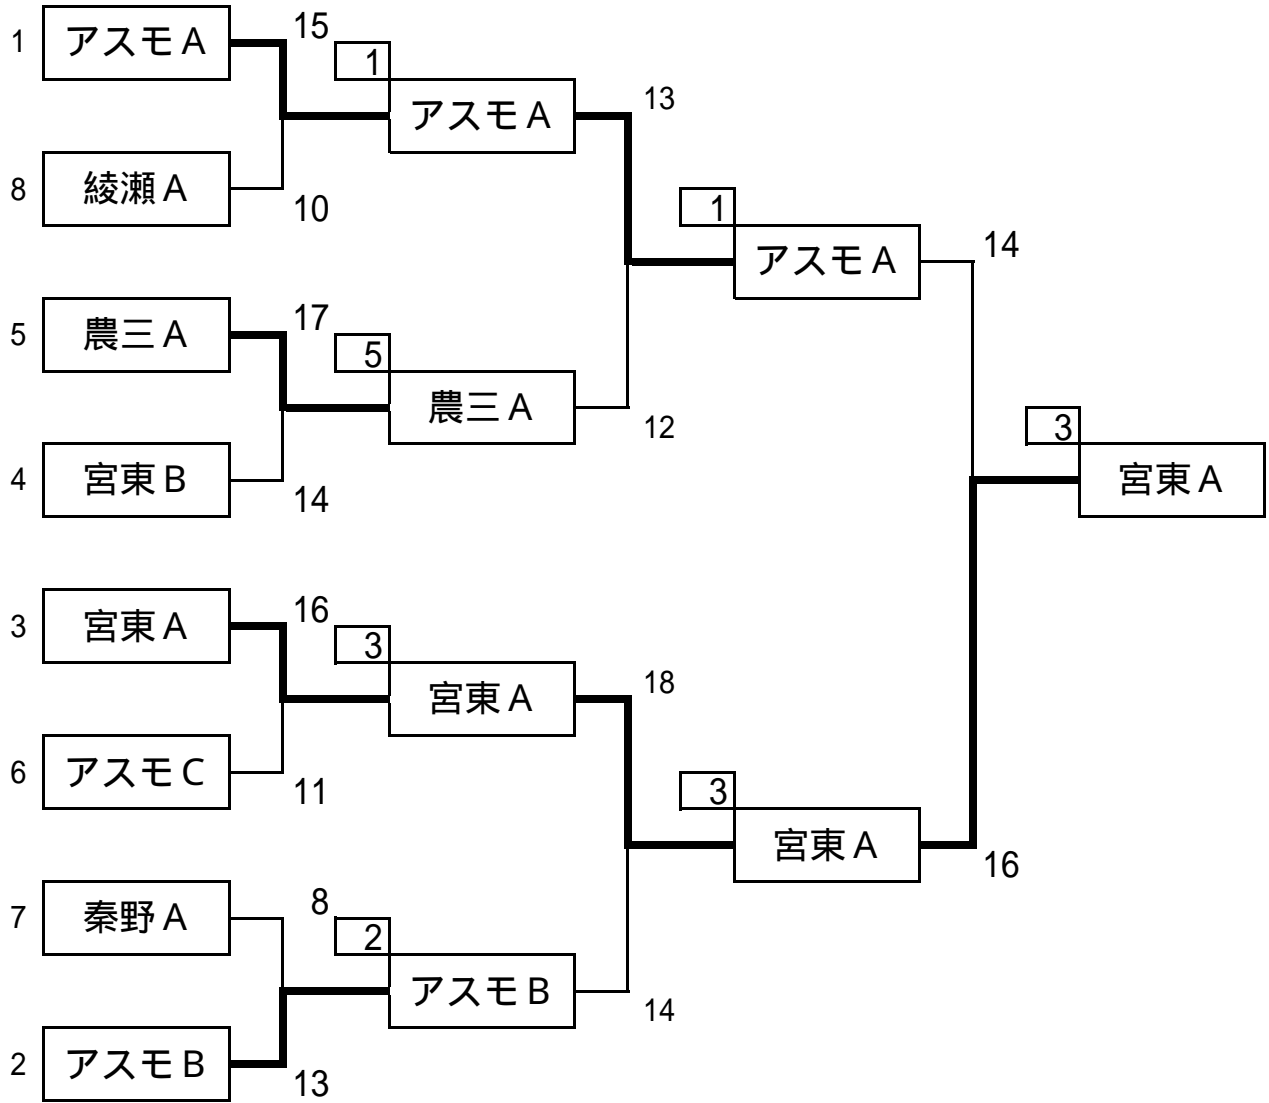 1 アスモA 15
1
アスモA 13
8 綾瀬A 10
1
アスモA 14
5 農三A 17
5
農三A 12
4 宮東B 14
3
宮東A
3 宮東A 16
3
宮東A 18
6 アスモC 11
3
宮東A 16
7 秦野A 8
2
アスモB 14
2 アスモB 13